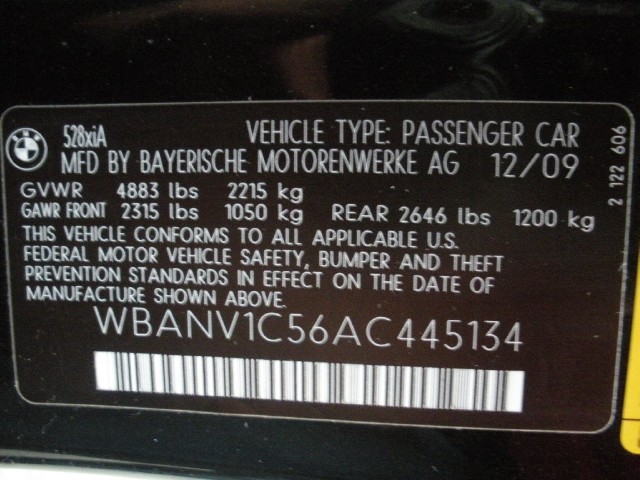 BMW
528xiA VEHICLE TYPE: PASSENGER CAR
MFD BY BAYERISCHE MOTORENWERKE AG 12/09
GVWR 4883 lbs 2215 kg
GAWR FRONT 2315 lbs 1050 kg REAR 2646 lbs 1200 kg
THIS VEHICLE CONFORMS TO ALL APPLICABLE U.S.
FEDERAL MOTOR VEHICLE SAFETY, BUMPER AND THEFT
PREVENTION STANDARDS IN EFFECT ON THE DATE OF
MANUFACTURE SHOWN ABOVE.
WBANV1C56AC445134
2 122 606